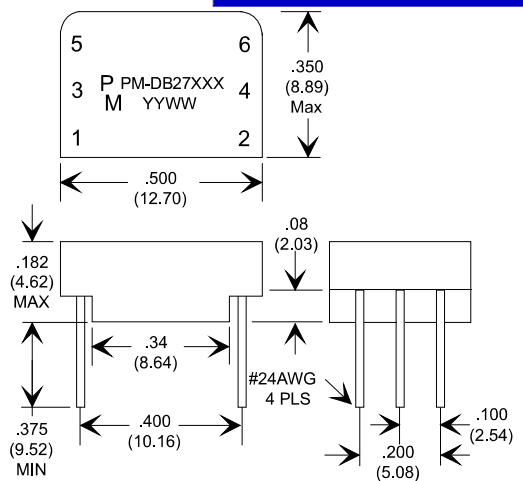 5 6
3 P M PM-DB27XXX 4
YYWW
1 2
.350
(8.89)
Max
.500
(12.70)
.182
(4.62)
MAX
.08
(2.03)
.34
(8.64)
#24AWG
4 PLS
.375
(9.52)
MIN
.400
(10.16)
.100
(2.54)
.200
(5.08)